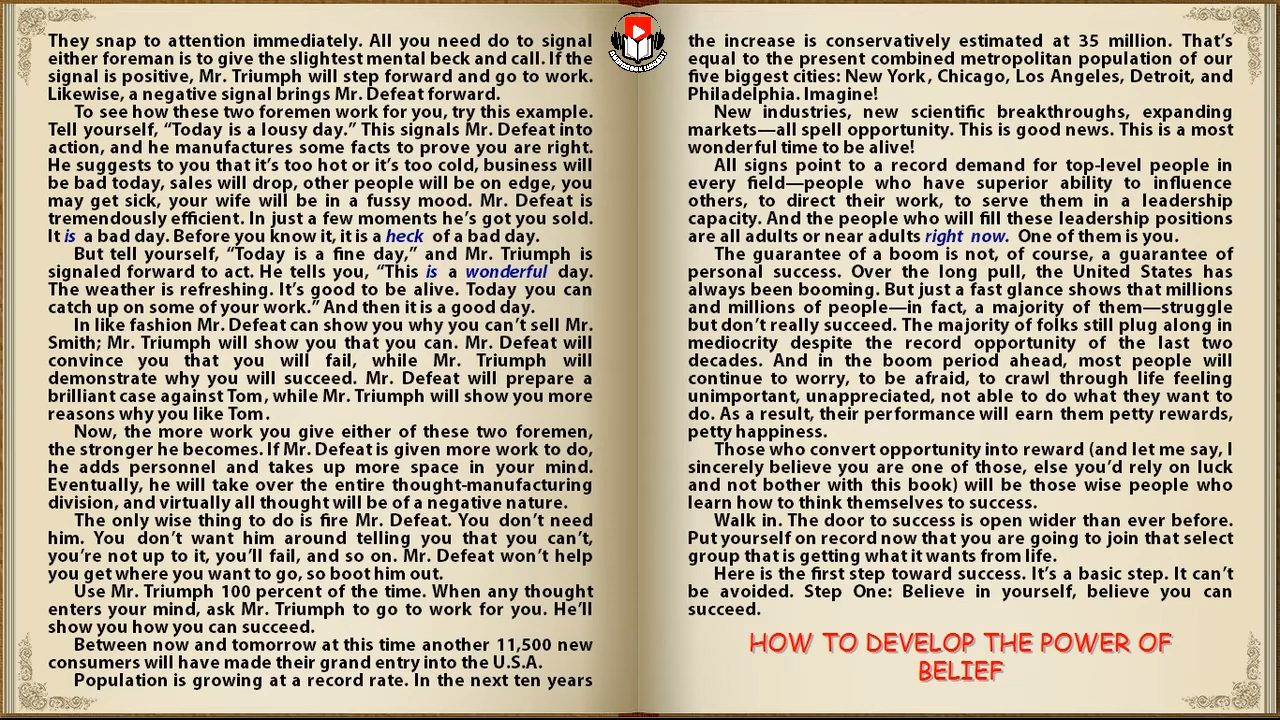 They snap to attention immediately. All you need do to signal
either foreman is to give the slightest mental beck and call. If the
signal is positive, Mr. Triumph will step forward and go to work.
Likewise, a negative signal brings Mr. Defeat forward.
To see how these two foremen work for you, try this example.
Tell yourself, “Today is a lousy day.” This signals Mr. Defeat into
action, and he manufactures some facts to prove you are right.
He suggests to you that it’s too hot or it’s too cold, business will
be bad today, sales will drop, other people will be on edge, you
may get sick, your wife will be in a fussy mood. Mr. Defeat is
tremendously efficient. In just a few moments he’s got you sold.
It is a bad day. Before you know it, it is a heck of a bad day.
But tell yourself, “Today is a fine day,” and Mr. Triumph is
signaled forward to act. He tells you, “This is a wonderful day.
The weather is refreshing. It’s good to be alive. Today you can
catch up on some of your work.” And then it is a good day.
In like fashion Mr. Defeat can show you why you can’t sell Mr.
Smith; Mr. Triumph will show you that you can. Mr. Defeat will
convince you that you will fail, while Mr. Triumph will
demonstrate why you will succeed. Mr. Defeat will prepare a
brilliant case against Tom, while Mr. Triumph will show you more
reasons why you like Tom.
Now, the more work you give either of these two foremen,
the stronger he becomes. If Mr. Defeat is given more work to do,
he adds personnel and takes up more space in your mind.
Eventually, he will take over the entire thought-manufacturing
division, and virtually all thought will be of a negative nature.
The only wise thing to do is fire Mr. Defeat. You don’t need
him. You don’t want him around telling you that you can’t,
you’re not up to it, you’ll fail, and so on. Mr. Defeat won’t help
you get where you want to go, so boot him out.
Use Mr. Triumph 100 percent of the time. When any thought
enters your mind, ask Mr. Triumph to go to work for you. He’ll
show you how you can succeed.
Between now and tomorrow at this time another 11,500 new
consumers will have made their grand entry into the U.S.A.
Population is growing at a record rate. In the next ten years
the increase is conservatively estimated at 35 million. That’s
equal to the present combined metropolitan population of our
five biggest cities: New York, Chicago, Los Angeles, Detroit, and
Philadelphia. Imagine!
New industries, new scientific breakthroughs, expanding
markets—all spell opportunity. This is good news. This is a most
wonderful time to be alive!
All signs point to a record demand for top-level people in
every field—people who have superior ability to influence
others, to direct their work, to serve them in a leadership
capacity. And the people who will fill these leadership positions
are all adults or near adults right now. One of them is you.
The guarantee of a boom is not, of course, a guarantee of
personal success. Over the long pull, the United States has
always been booming. But just a fast glance shows that millions
and millions of people—in fact, a majority of them—struggle
but don’t really succeed. The majority of folks still plug along in
mediocrity despite the record opportunity of the last two
decades. And in the boom period ahead, most people will
continue to worry, to be afraid, to crawl through life feeling
unimportant, unappreciated, not able to do what they want to
do. As a result, their performance will earn them petty rewards,
petty happiness.
Those who convert opportunity into reward (and let me say, I
sincerely believe you are one of those, else you’d rely on luck
and not bother with this book) will be those wise people who
learn how to think themselves to success.
Walk in. The door to success is open wider than ever before.
Put yourself on record now that you are going to join that select
group that is getting what it wants from life.
Here is the first step toward success. It’s a basic step. It can’t
be avoided. Step One: Believe in yourself, believe you can
succeed.
HOW TO DEVELOP THE POWER OF
BELIEF